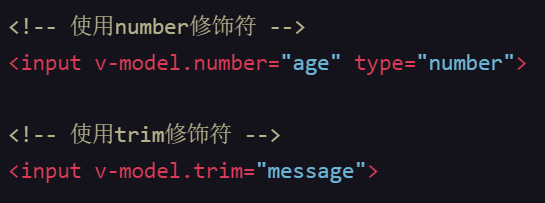 <!-- 使用number修饰符 -->
<input v-model.number="age" type="number">
<!-- 使用trim修饰符 -->
<input v-model.trim="message">